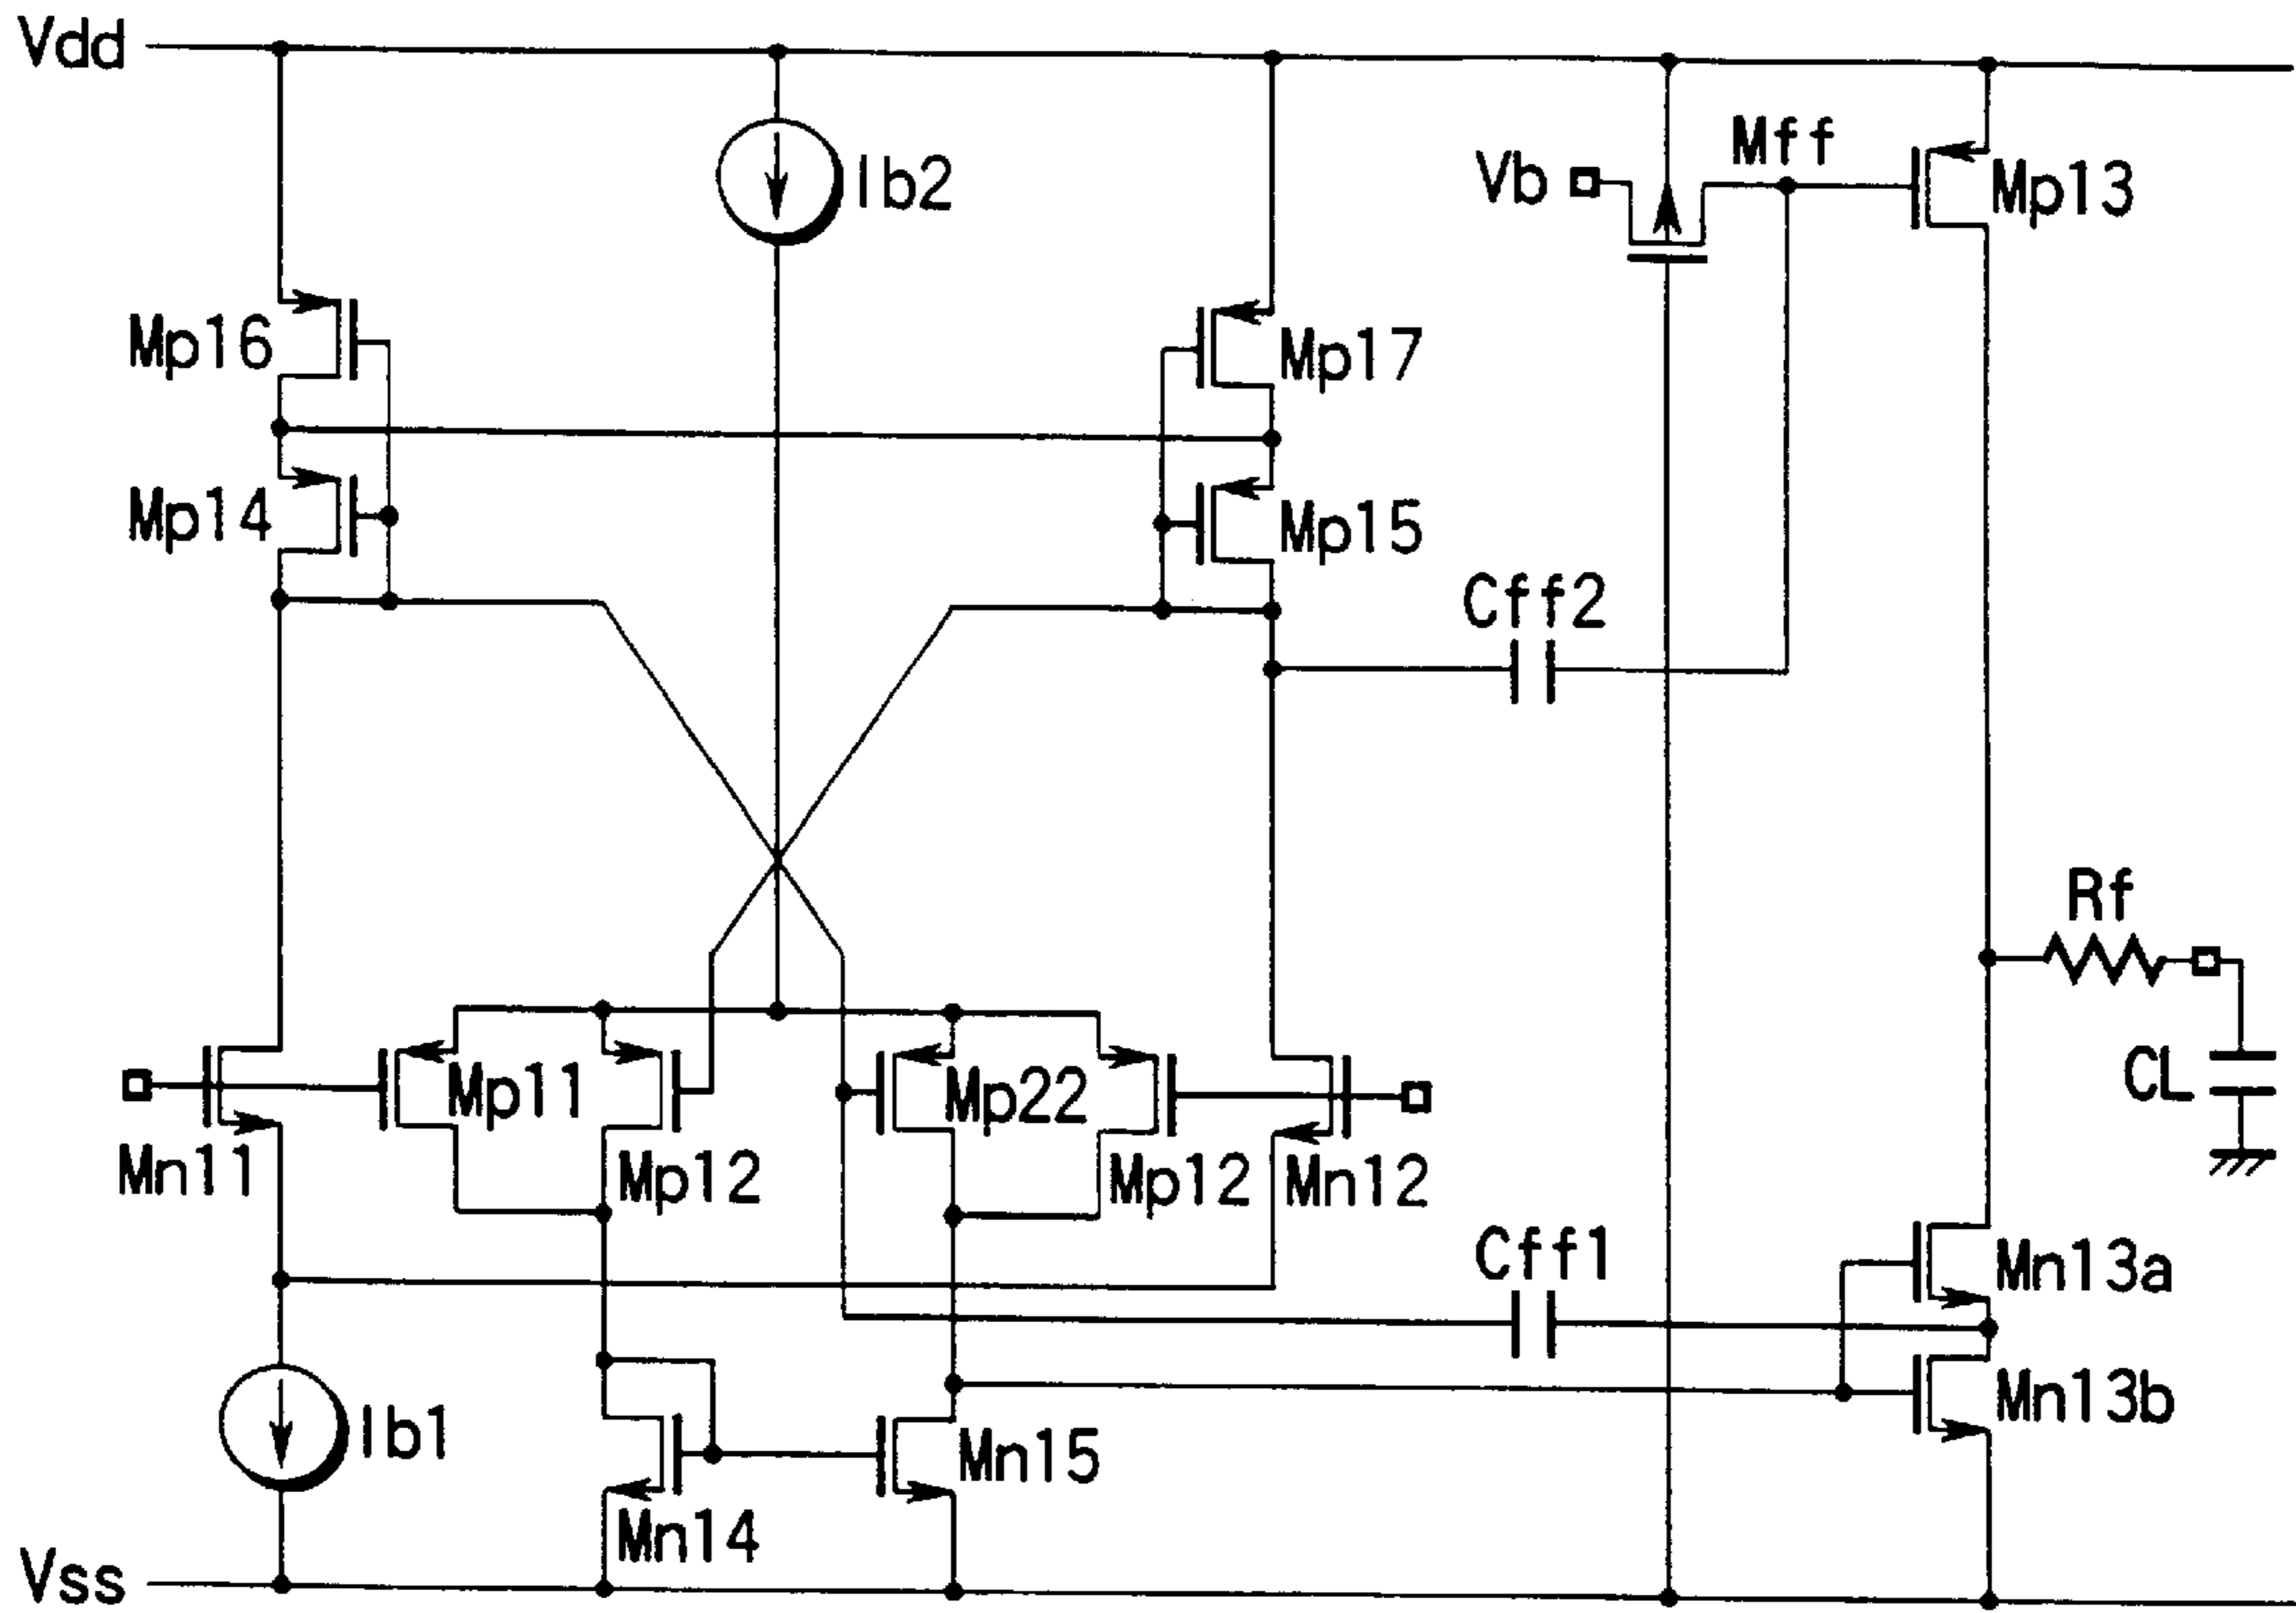 Vdd
Mff
Ib2
Vb
Mp13
Mp16
Mp17
Mp14
Mp15
Cff2
Rf
CL
Mp11
Mp22
Mn11
Mp12
Mp12
Mn12
Cff1
Mn13a
Ib1
Mn13b
Mn15
Mn14
Vss